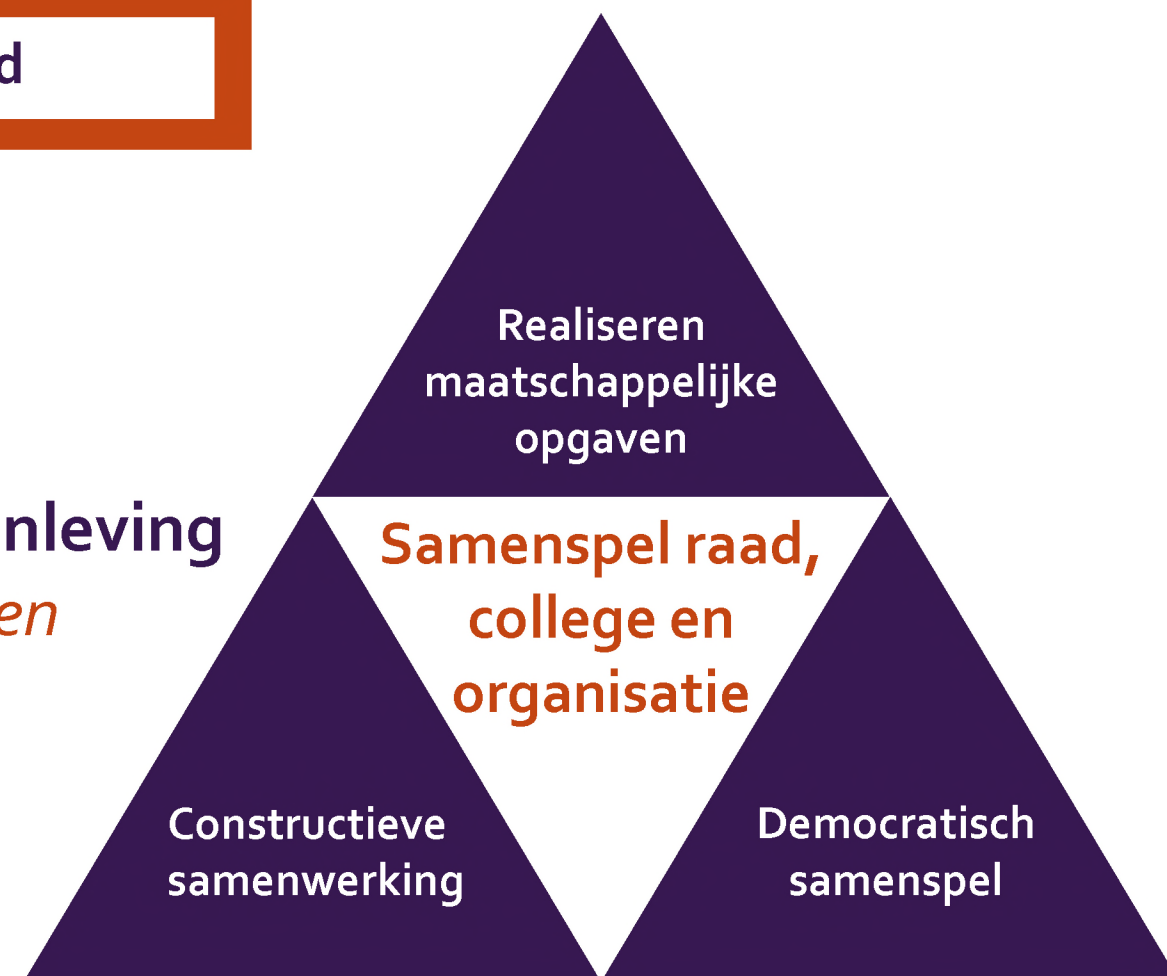 d
Realiseren
maatschappelijke
opgaven
nleving
en
Samenspel raad,
college en
organisatie
Constructieve
samenwerking
Democratisch
samenspel